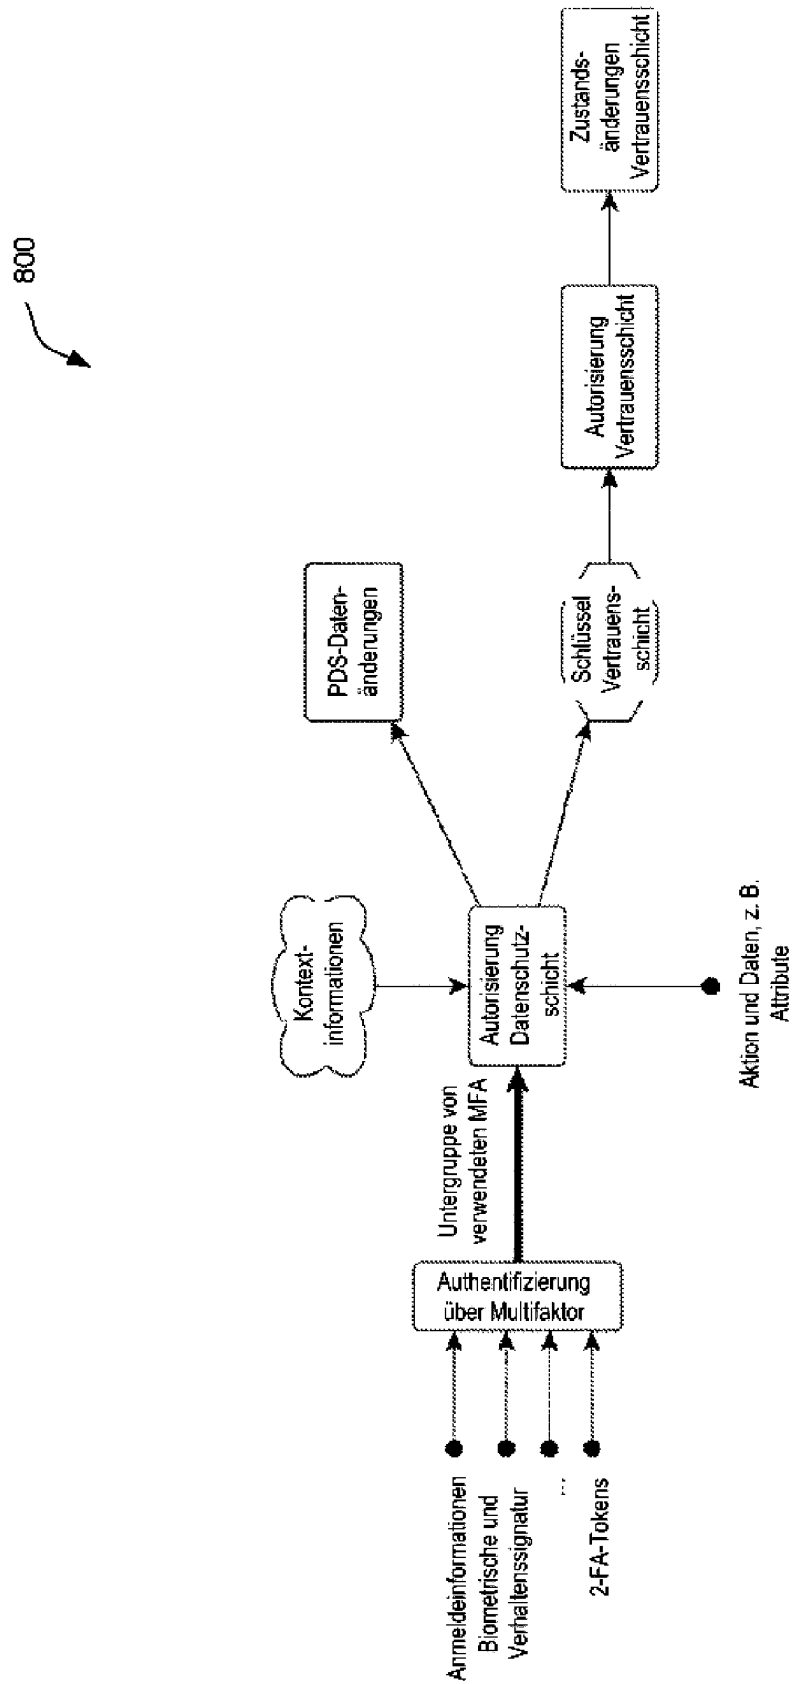 800
Anmeldeinformationen
Biometrische und
Verhaltenssignatur
...
2-FA-Tokens
Authentifizierung
über Multifaktor
Untergruppe von
verwendeten MFA
Kontext-
informationen
Autorisierung
Datenschutz-
schicht
Aktion und Daten, z. B.
Attribute
PDS-Daten-
änderungen
Schlüssel
Vertrauens-
schicht
Autorisierung
Vertrauensschicht
Zustands-
änderungen
Vertrauensschicht